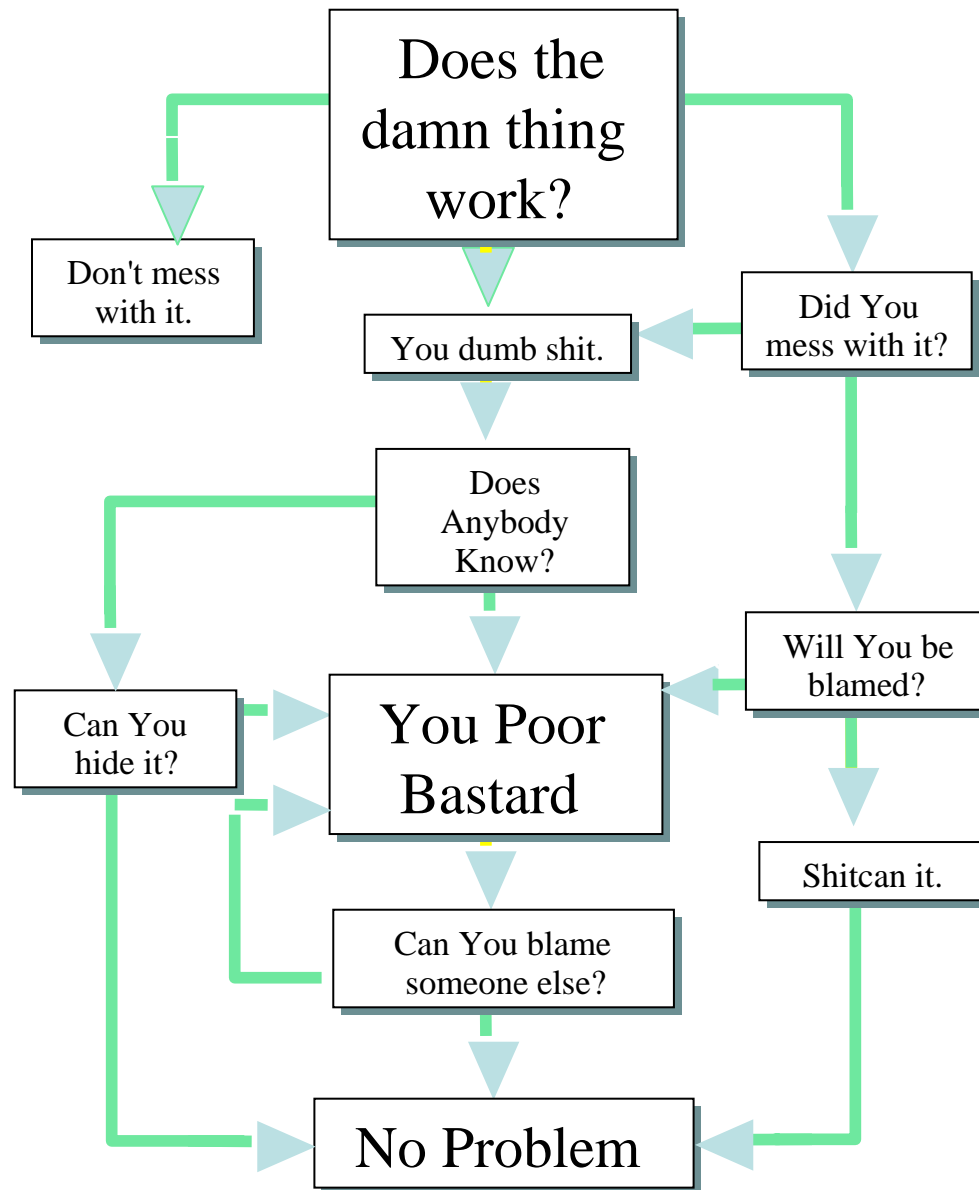 Does the
damn thing
work?
Don't mess
with it.
Did You
mess with it?
You dumb shit.
Does
Anybody
Know?
Will You be
blamed?
Can You
hide it?
You Poor
Bastard
Shitcan it.
Can You blame
someone else?
No Problem